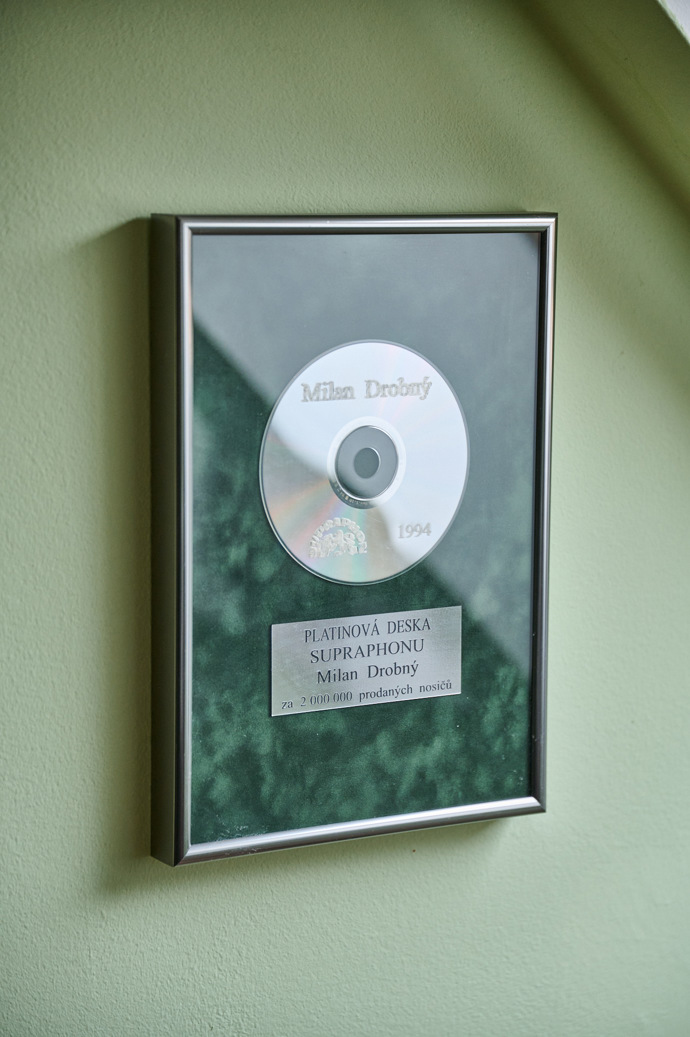 Milan Drobný
1994
PLATINOVÁ DESKA
SUPRAPHONU
Milan Drobný
za 2 000 000 prodaných nosičů